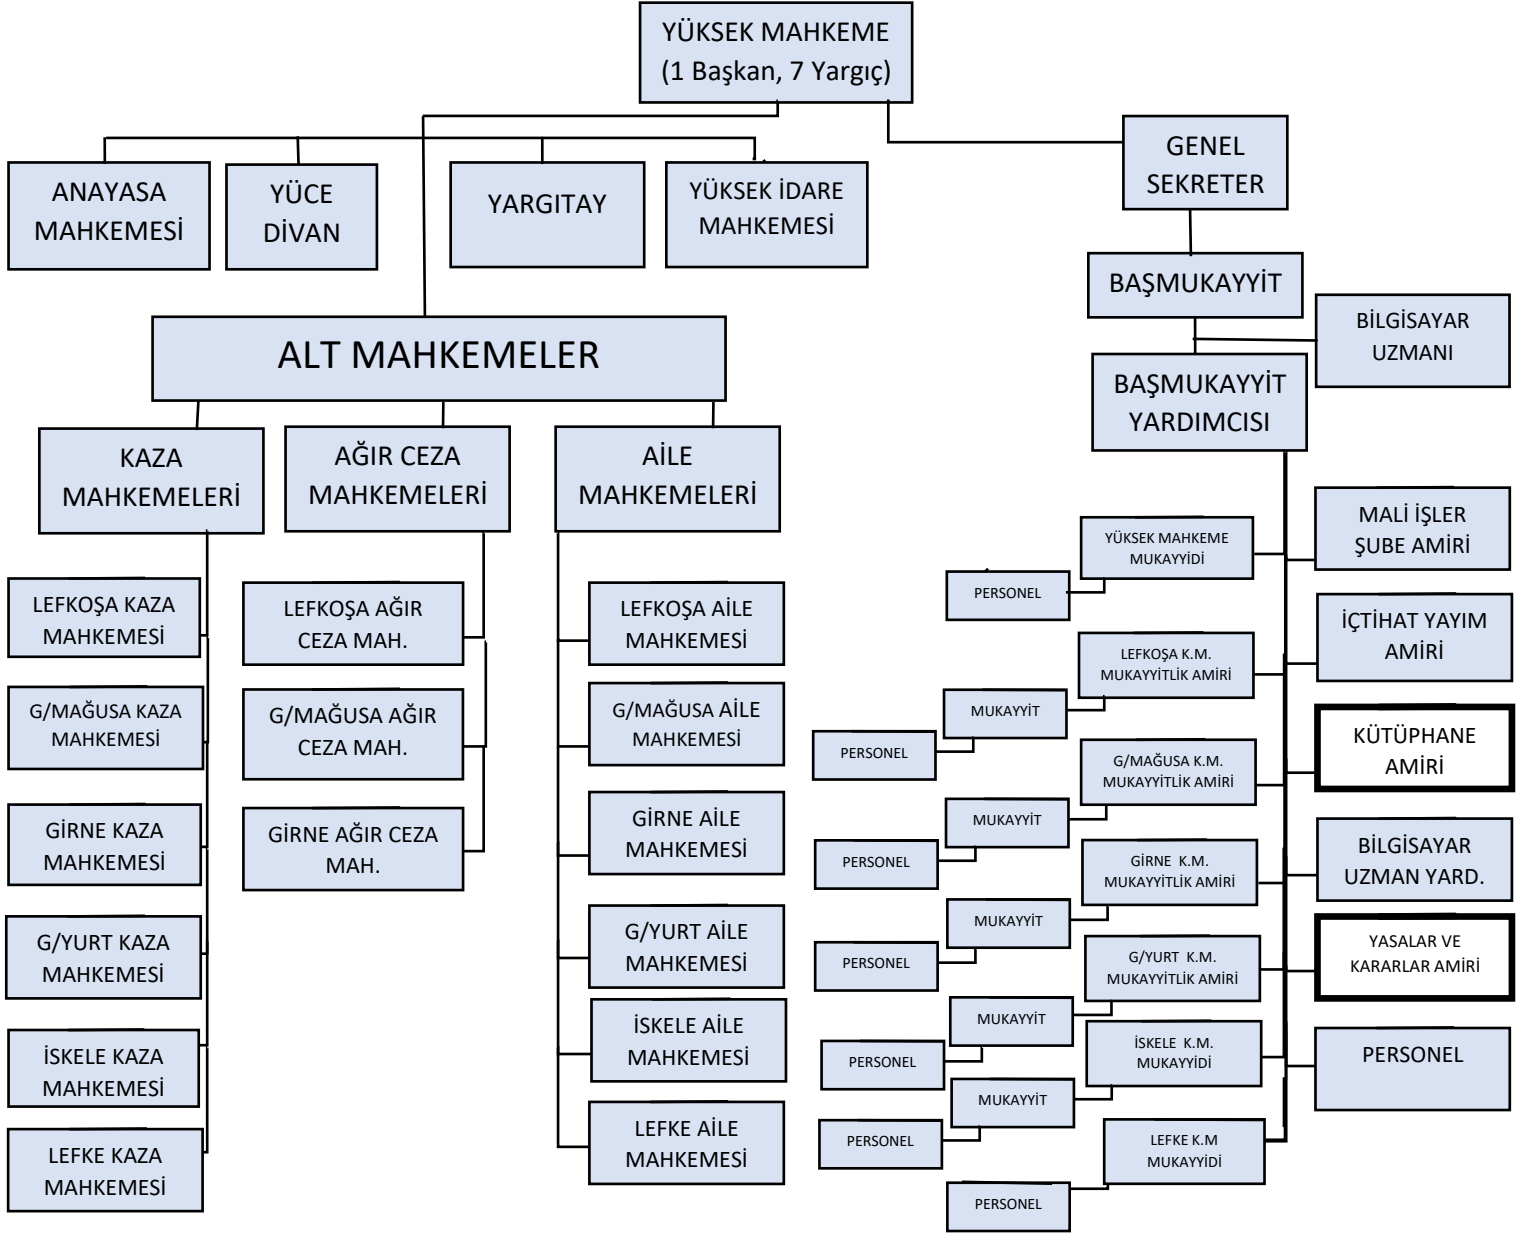 YÜKSEK MAHKEME
(1 Başkan, 7 Yargıç)
GENEL
SEKRETER
ANAYASA
MAHKEMESİ
YÜCE
DİVAN
YARGITAY
YÜKSEK İDARE
MAHKEMESİ
BAŞMUKAYYİT
BİLGİSAYAR
UZMANI
ALT MAHKEMELER
BAŞMUKAYYİT
YARDIMCISI
KAZA
MAHKEMELERİ
AĞIR CEZA
MAHKEMELERİ
AİLE
MAHKEMELERİ
LEFKOŞA KAZA
MAHKEMESİ
G/MAĞUSA KAZA
MAHKEMESİ
GİRNE KAZA
MAHKEMESİ
G/YURT KAZA
MAHKEMESİ
İSKELE KAZA
MAHKEMESİ
LEFKE KAZA
MAHKEMESİ
LEFKOŞA AĞIR
CEZA MAH.
G/MAĞUSA AĞIR
CEZA MAH.
GİRNE AĞIR CEZA
MAH.
LEFKOŞA AİLE
MAHKEMESİ
G/MAĞUSA AİLE
MAHKEMESİ
GİRNE AİLE
MAHKEMESİ
G/YURT AİLE
MAHKEMESİ
İSKELE AİLE
MAHKEMESİ
LEFKE AİLE
MAHKEMESİ
YÜKSEK MAHKEME
MUKAYYİDİ
PERSONEL
LEFKOŞA K.M.
MUKAYYİTLİK AMİRİ
MUKAYYİT
PERSONEL
G/MAĞUSA K.M.
MUKAYYİTLİK AMİRİ
MUKAYYİT
PERSONEL
GİRNE  K.M.
MUKAYYİTLİK AMİRİ
MUKAYYİT
PERSONEL
G/YURT  K.M.
MUKAYYİTLİK AMİRİ
MUKAYYİT
PERSONEL
İSKELE  K.M.
MUKAYYİDİ
MUKAYYİT
PERSONEL
LEFKE K.M
MUKAYYİDİ
PERSONEL
MALİ İŞLER
ŞUBE AMİRİ
İÇTİHAT YAYIM
AMİRİ
KÜTÜPHANE
AMİRİ
BİLGİSAYAR
UZMAN YARD.
YASALAR VE
KARARLAR AMİRİ
PERSONEL